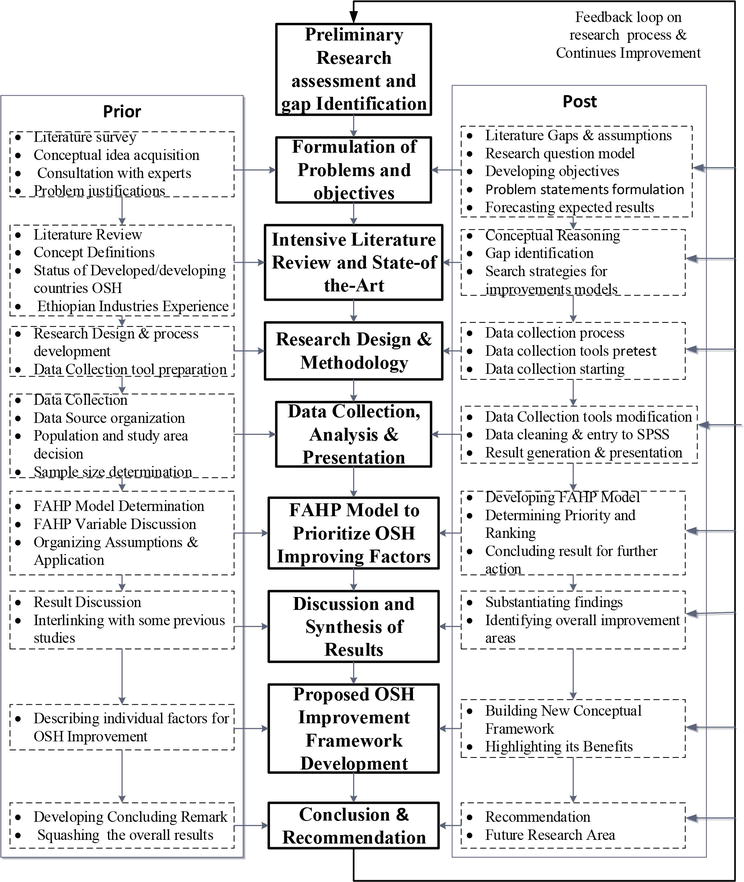 Feedback loop on
research process &
Continues Improvement
Preliminary
Research
assessment and
gap Identification
Prior
Post
• Literature survey
• Conceptual idea acquisition
• Consultation with experts
• Problem justifications
Formulation of
Problems and
objectives
• Literature Gaps & assumptions
• Research question model
• Developing objectives
• Problem statements formulation
• Forecasting expected results
• Literature Review
• Concept Definitions
• Status of Developed/developing
countries OSH
• Ethiopian Industries Experience
Intensive Literature
Review and State-of
the-Art
• Conceptual Reasoning
• Gap identification
• Search strategies for
improvements models
• Research Design & process
development
• Data Collection tool preparation
Research Design &
Methodology
• Data collection process
• Data collection tools pretest
• Data collection starting
• Data Collection
• Data Source organization
• Population and study area
decision
• Sample size determination
Data Collection,
Analysis &
Presentation
• Data Collection tools modification
• Data cleaning & entry to SPSS
• Result generation & presentation
• FAHP Model Determination
• FAHP Variable Discussion
• Organizing Assumptions &
Application
FAHP Model to
Prioritize OSH
Improving Factors
• Developing FAHP Model
• Determining Priority and
Ranking
• Concluding result for further
action
• Result Discussion
• Interlinking with some previous
studies
Discussion and
Synthesis of
Results
• Substantiating findings
• Identifying overall improvement
areas
• Describing individual factors for
OSH Improvement
Proposed OSH
Improvement
Framework
Development
• Building New Conceptual
Framework
• Highlighting its Benefits
• Developing Concluding Remark
• Squashing the overall results
Conclusion &
Recommendation
• Recommendation
• Future Research Area